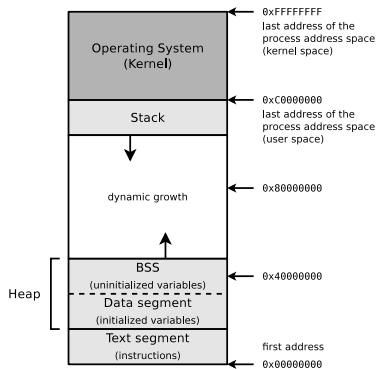 Operating System
(Kernel)
Stack
dynamic growth
BSS
(uninitialized variables)
Data segment
(initialized variables)
Text segment
(instructions)
Heap
0xFFFFFFFF
last address of the
process address space
(kernel space)
0xC0000000
last address of the
process address space
(user space)
0x80000000
0x40000000
first address
0x00000000